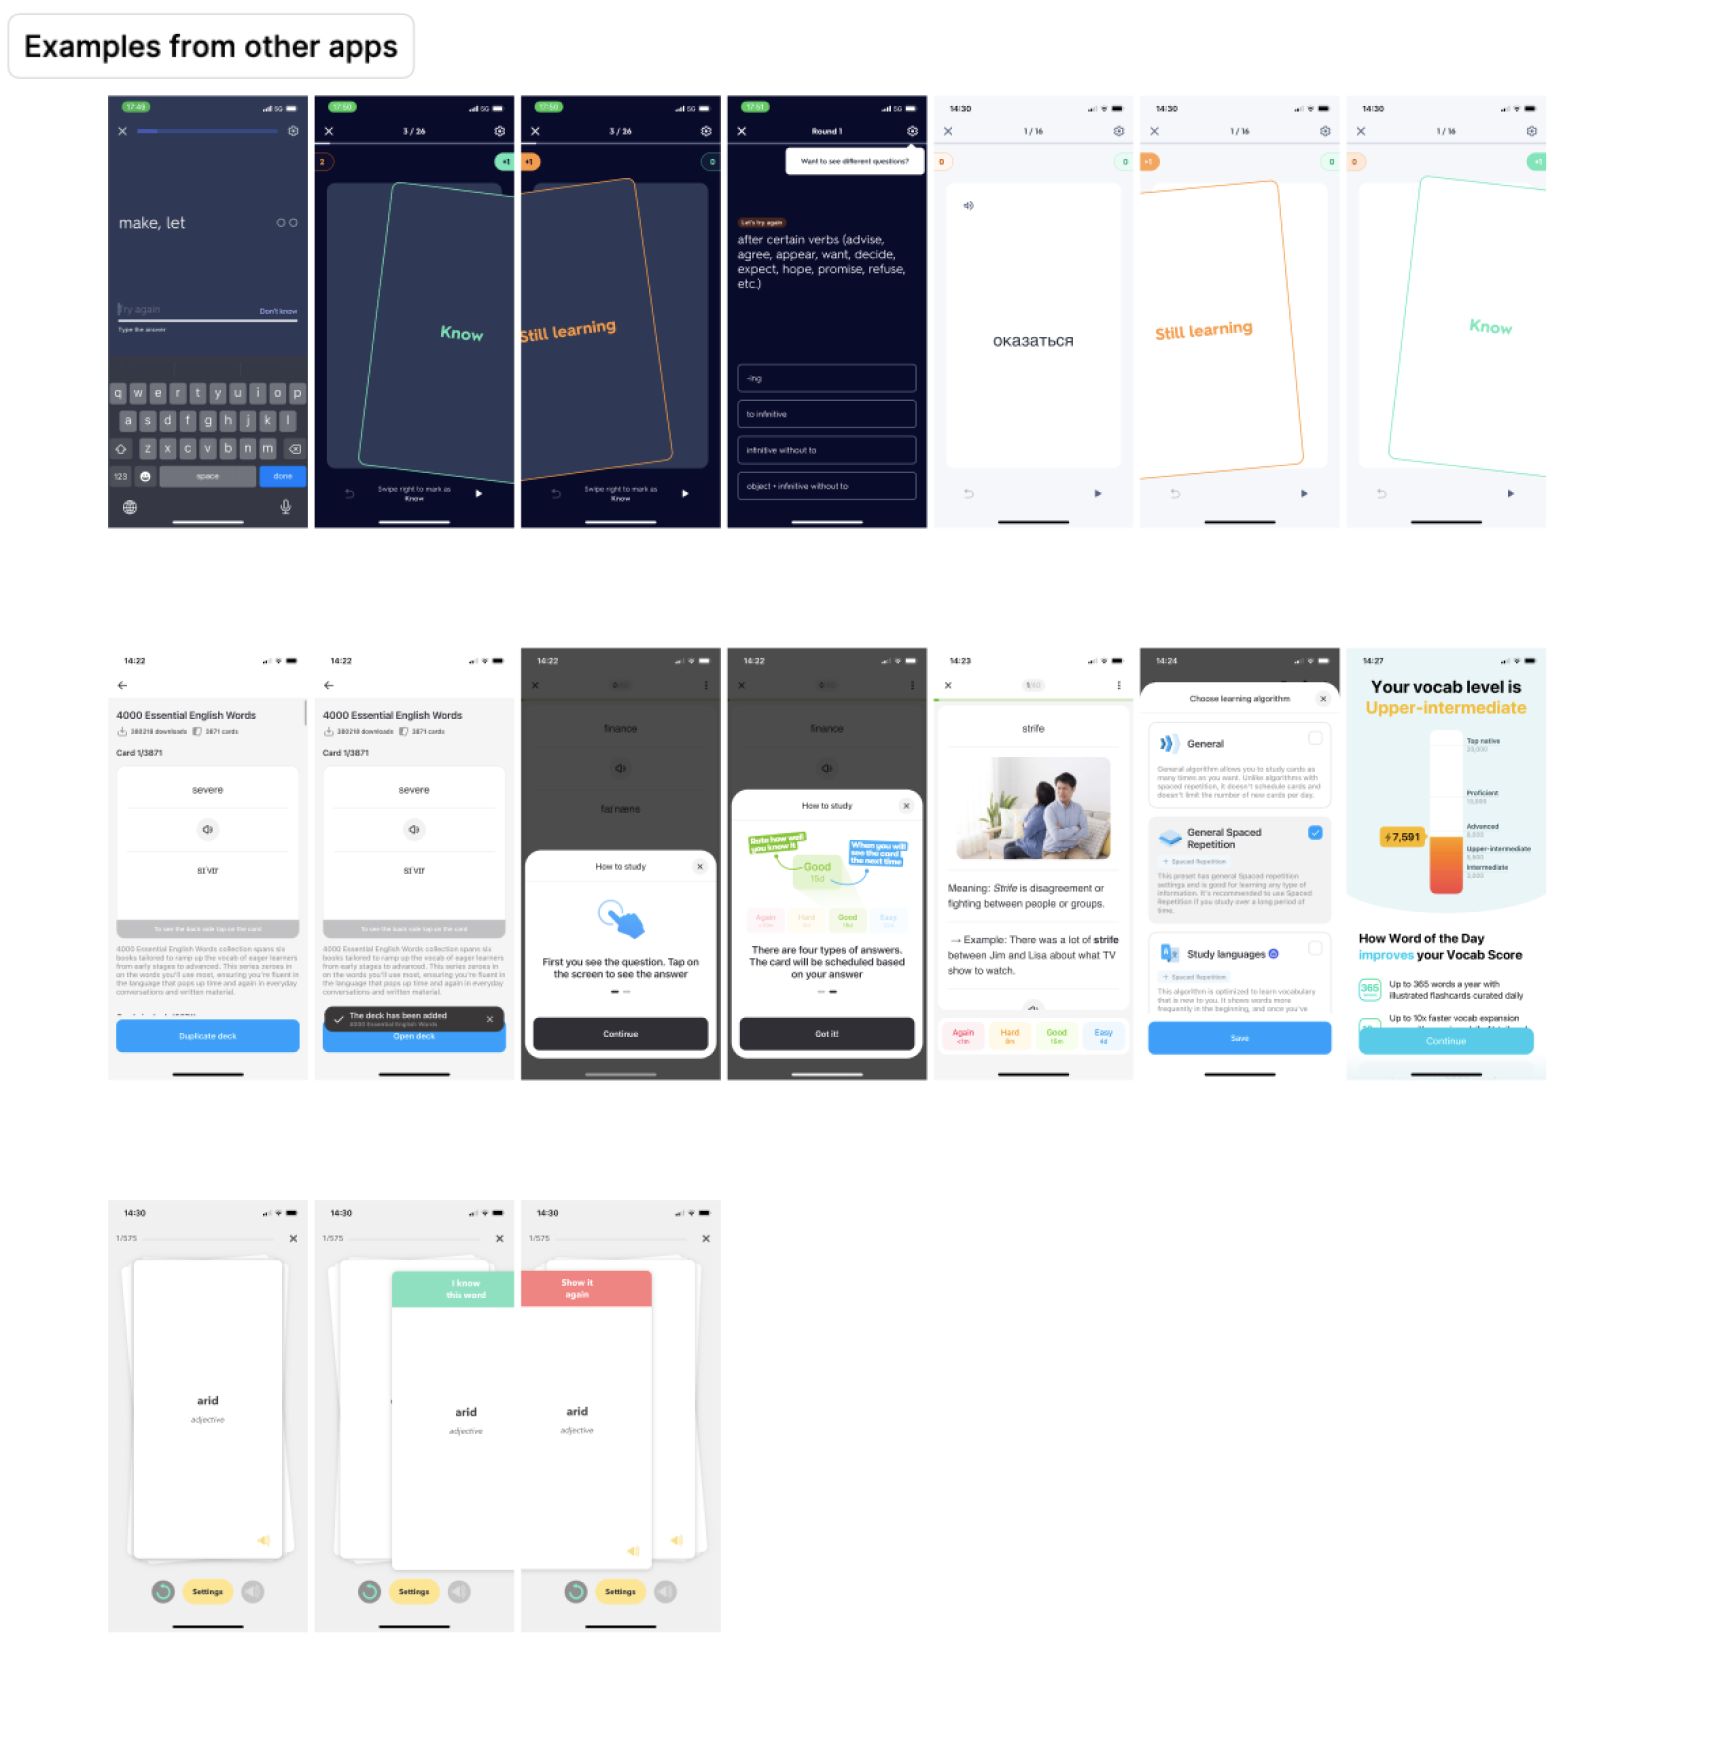 Examples from other apps
17:49
5G
make, let
Try again
Don't know
Type the answer
q w e r t y u i o p
a s d f g h j k l
z x c v b n m
123
space
done
17:50
5G
3 / 26
2
+1
Know
Swipe right to mark as
Know
17:50
5G
3 / 26
+1
0
Still learning
Swipe right to mark as
Know
17:51
5G
Round 1
Want to see different questions?
Let's try again
after certain verbs (advise,
agree, appear, want, decide,
expect, hope, promise, refuse,
etc.)
-ing
to infinitive
infinitive without to
object + infinitive without to
14:30
1 / 16
0
0
оказаться
14:30
1 / 16
+1
0
Still learning
14:30
1 / 16
0
+1
Know
14:22
4000 Essential English Words
380218 downloads
3871 cards
Card 1/3871
severe
sɪ'vɪr
To see the back side tap on the card
4000 Essential English Words collection spans six
books tailored to ramp up the vocab of eager learners
from early stages to advanced. This series zeroes in
on the words you'll use most, ensuring you're fluent in
the language that pops up time and again in everyday
conversations and written material.
Duplicate deck
14:22
4000 Essential English Words
380218 downloads
3871 cards
Card 1/3871
severe
sɪ'vɪr
To see the back side tap on the card
4000 Essential English Words collection spans six
books tailored to ramp up the vocab of eager learners
from early stages to advanced. This series zeroes in
on the words you'll use most, ensuring you're fluent in
the language that pops up time and again in everyday
conversations and written material.
The deck has been added
4000 Essential English Words
Open deck
14:22
finance
How to study
First you see the question. Tap on
the screen to see the answer
Continue
14:22
finance
How to study
Rate how well
you know it
When you will
see the card
the next time
Good
15d
Again
Hard
Good
Easy
There are four types of answers.
The card will be scheduled based
on your answer
Got it!
14:23
1/60
strife
Meaning: Strife is disagreement or
fighting between people or groups.
→ Example: There was a lot of strife
between Jim and Lisa about what TV
show to watch.
Again
<1m
Hard
8m
Good
15m
Easy
4d
14:24
Choose learning algorithm
General
General algorithm allows you to study cards as
many times as you want. Unlike algorithms with
spaced repetition, it doesn't schedule cards and
doesn't limit the number of new cards per day.
General Spaced
Repetition
+ Spaced Repetition
This preset has general Spaced repetition
settings and is good for learning any type of
information. It's recommended to use Spaced
Repetition if you study over a long period of
time.
Study languages
+ Spaced Repetition
This algorithm is optimized to learn vocabulary
that is new to you. It shows words more
frequently in the beginning, and once you've
Save
14:27
Your vocab level is
Upper-intermediate
Top native
20,000
Proficient
10,000
Advanced
7,591
Upper-intermediate
Intermediate
How Word of the Day
improves your Vocab Score
365
Up to 365 words a year with
illustrated flashcards curated daily
Up to 10x faster vocab expansion
Continue
14:30
1/575
arid
adjective
Settings
14:30
1/575
I know
this word
arid
adjective
Settings
14:30
1/575
Show it
again
arid
adjective
Settings